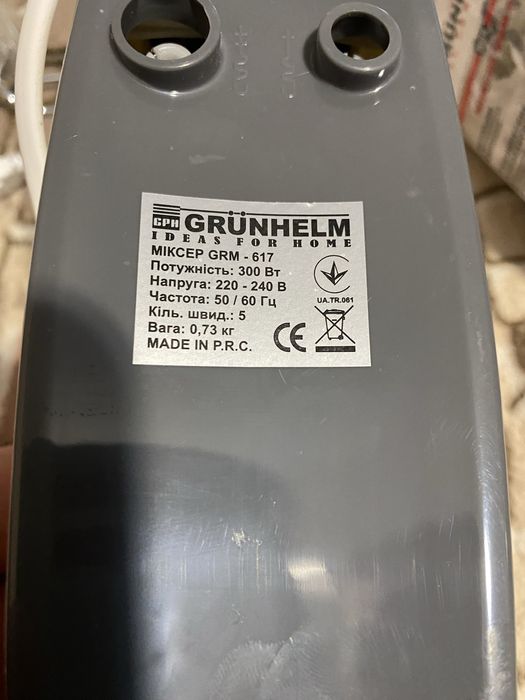 GRÜNHELM
IDEAS FOR HOME
МІКСЕР GRM - 617
Потужність: 300 Вт
Напруга: 220 - 240 В
Частота: 50 / 60 Гц
Кіль. швид.: 5
Вага: 0,73 кг
MADE IN P.R.C.
UA.TR.061
CE